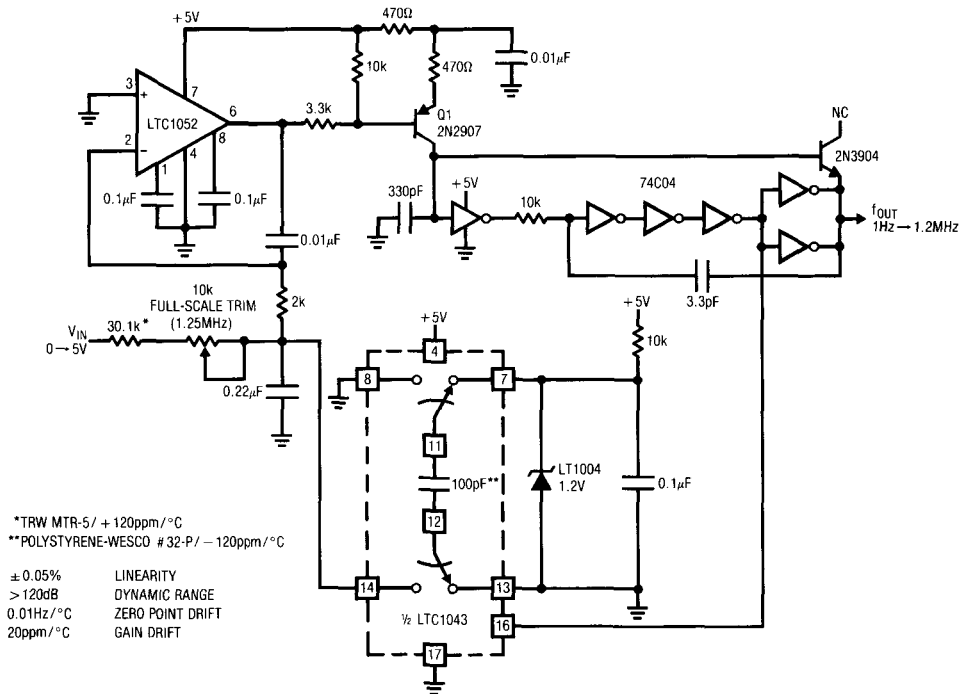 +5V
470Ω
10k
470Ω
0.01µF
3
+
7
LTC1052
6
3.3k
Q1
2N2907
NC
2
−
8
1
4
2N3904
0.1µF
0.1µF
330pF
+5V
10k
74C04
fOUT
1Hz→1.2MHz
0.01µF
3.3pF
10k
FULL-SCALE TRIM
(1.25MHz)
2k
+5V
VIN
0→5V
30.1k*
+5V
10k
4
8
7
0.22µF
11
100pF**
LT1004
1.2V
0.1µF
12
*TRW MTR-5/+120ppm/°C
**POLYSTYRENE-WESCO #32-P/−120ppm/°C
14
13
±0.05% LINEARITY
>120dB DYNAMIC RANGE
0.01Hz/°C ZERO POINT DRIFT
20ppm/°C GAIN DRIFT
½ LTC1043
16
17